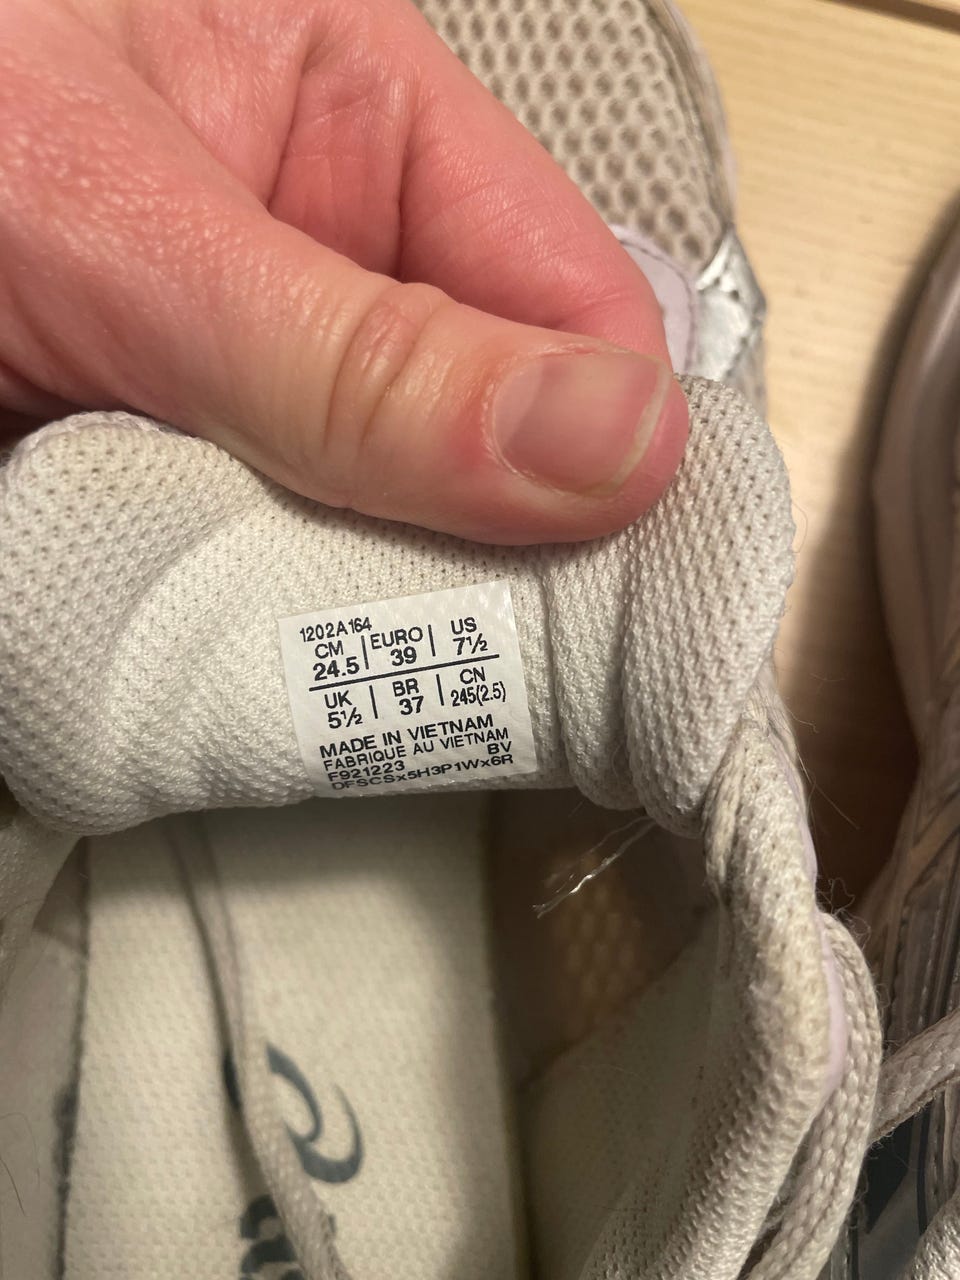 1202A164
CM | EURO | US
24.5 | 39 | 7½
UK | BR | CN
5½ | 37 | 245(2.5)
MADE IN VIETNAM
FABRIQUE AU VIETNAM
F921223 BV
DFSCSx5H3P1Wx6R